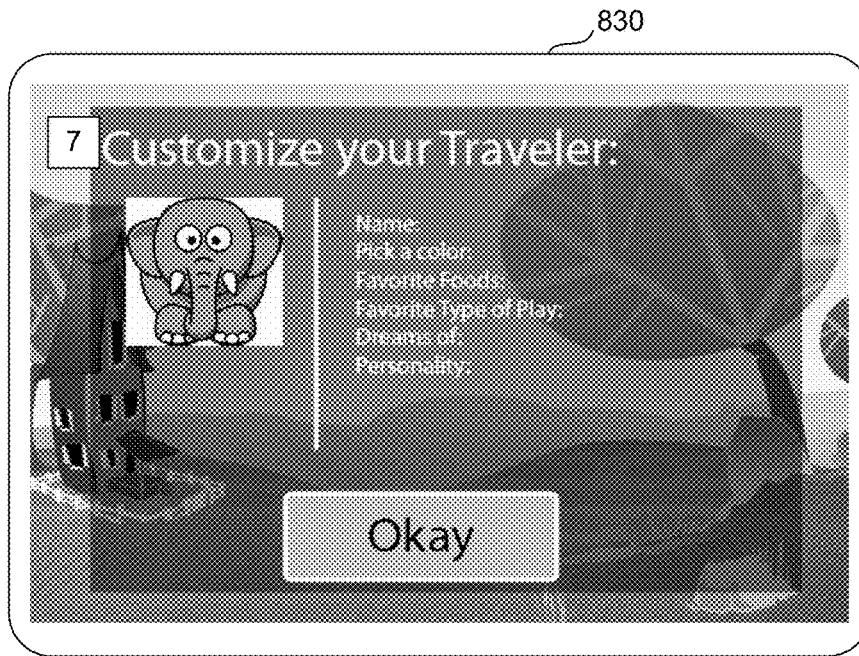 830
7
Customize your Traveler:
Name:
Pick a color:
Favorite Foods:
Favorite Type of Play:
Dreams of
Personality:
Okay